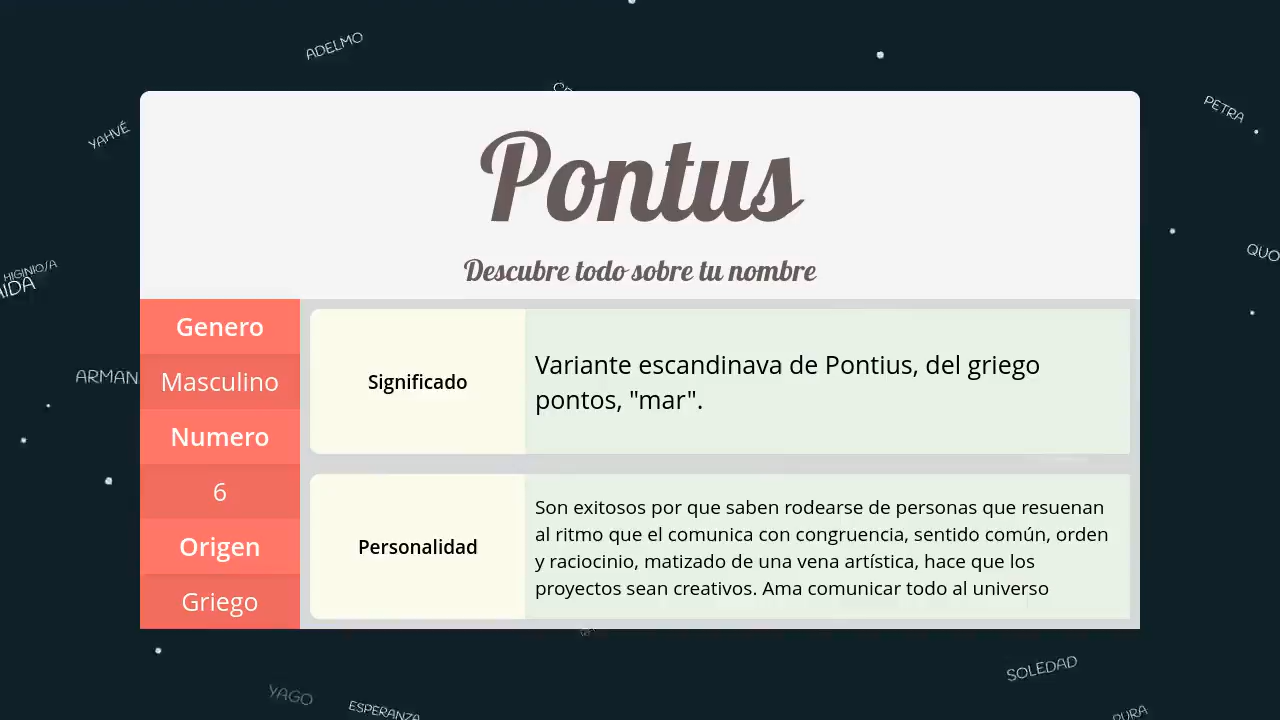 ADELMO
PETRA
YAHVÉ
Pontus
QUO
HIGINIO/A
Descubre todo sobre tu nombre
Genero
Masculino
Numero
6
Origen
Griego
Significado
Variante escandinava de Pontius, del griego
pontos, "mar".
ARMAN
Personalidad
Son exitosos por que saben rodearse de personas que resuenan
al ritmo que el comunica con congruencia, sentido común, orden
y raciocinio, matizado de una vena artística, hace que los
proyectos sean creativos. Ama comunicar todo al universo
SOLEDAD
YAGO
ESPERANZA